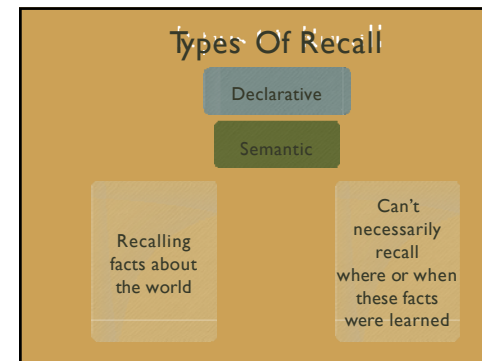 Types Of Recall
Declarative
Semantic
Recalling
facts about
the world
Can't
necessarily
recall
where or when
these facts
were learned